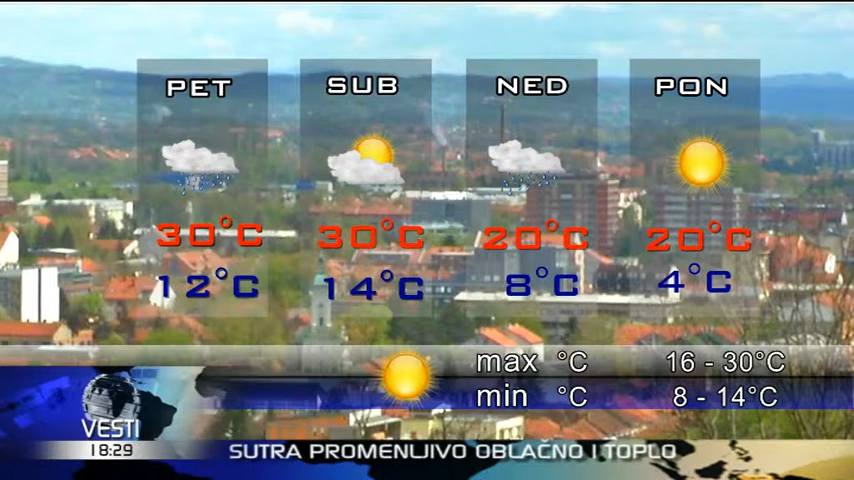 PET SUB NED PON
30°C 30°C 20°C 20°C
12°C 14°C 8°C 4°C
max °C 16 - 30°C
min °C 8 - 14°C
VESTI
18:29
SUTRA PROMENLJIVO OBLAČNO I TOPLO